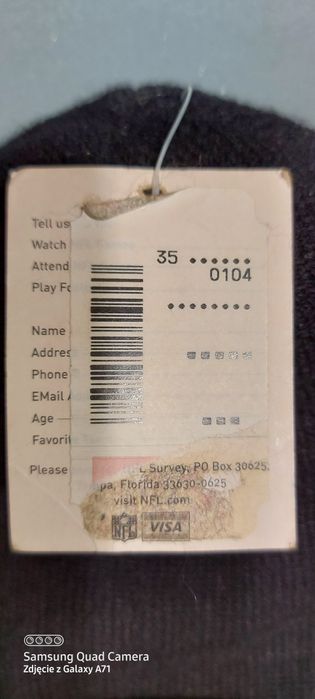 Tell us
Watch
Attend
Play Fo
35
0104
Name
Addres
Phone
EMail A
Age
Favorit
Please
L Survey, PO Box 30625,
pa, Florida 33630-0625
visit NFL.com
NFL
VISA
Samsung Quad Camera
Zdjęcie z Galaxy A71